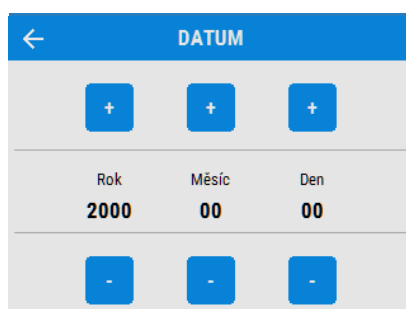 DATUM
+ + +
Rok Měsíc Den
2000 00 00
- - -